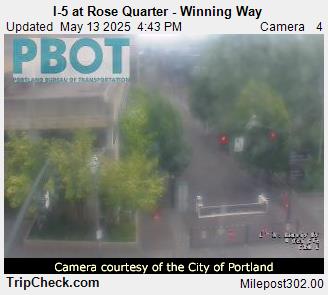 I-5 at Rose Quarter - Winning Way
Updated May 13 2025 4:43 PM Camera 4
PBOT
PORTLAND BUREAU OF TRANSPORTATION
Camera courtesy of the City of Portland
TripCheck.com Milepost302.00